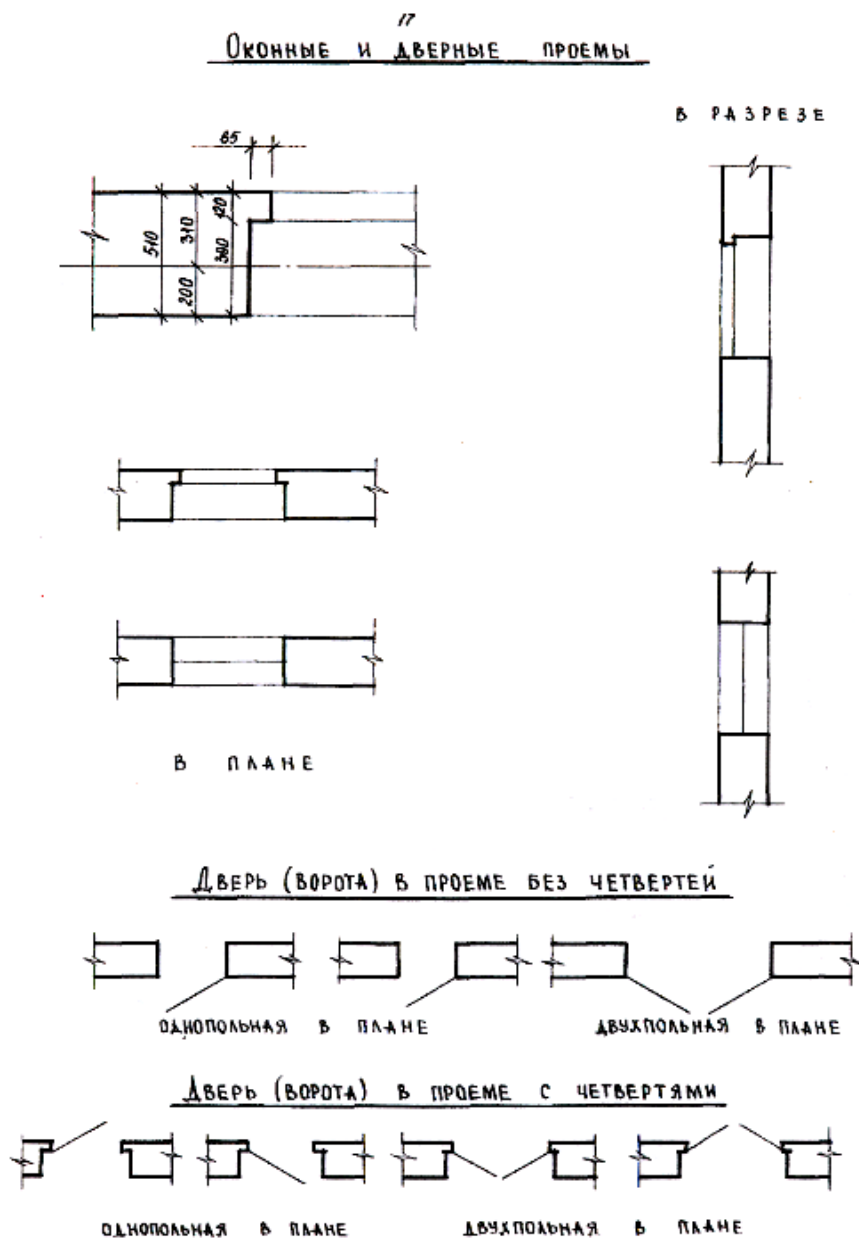 17
ОКОННЫЕ И ДВЕРНЫЕ ПРОЕМЫ
В РАЗРЕЗЕ
65
510
310
120
380
200
В ПЛАНЕ
ДВЕРЬ (ВОРОТА) В ПРОЕМЕ БЕЗ ЧЕТВЕРТЕЙ
ОДНОПОЛЬНАЯ В ПЛАНЕ
ДВУХПОЛЬНАЯ В ПЛАНЕ
ДВЕРЬ (ВОРОТА) В ПРОЕМЕ С ЧЕТВЕРТЯМИ
ОДНОПОЛЬНАЯ В ПЛАНЕ
ДВУХПОЛЬНАЯ В ПЛАНЕ